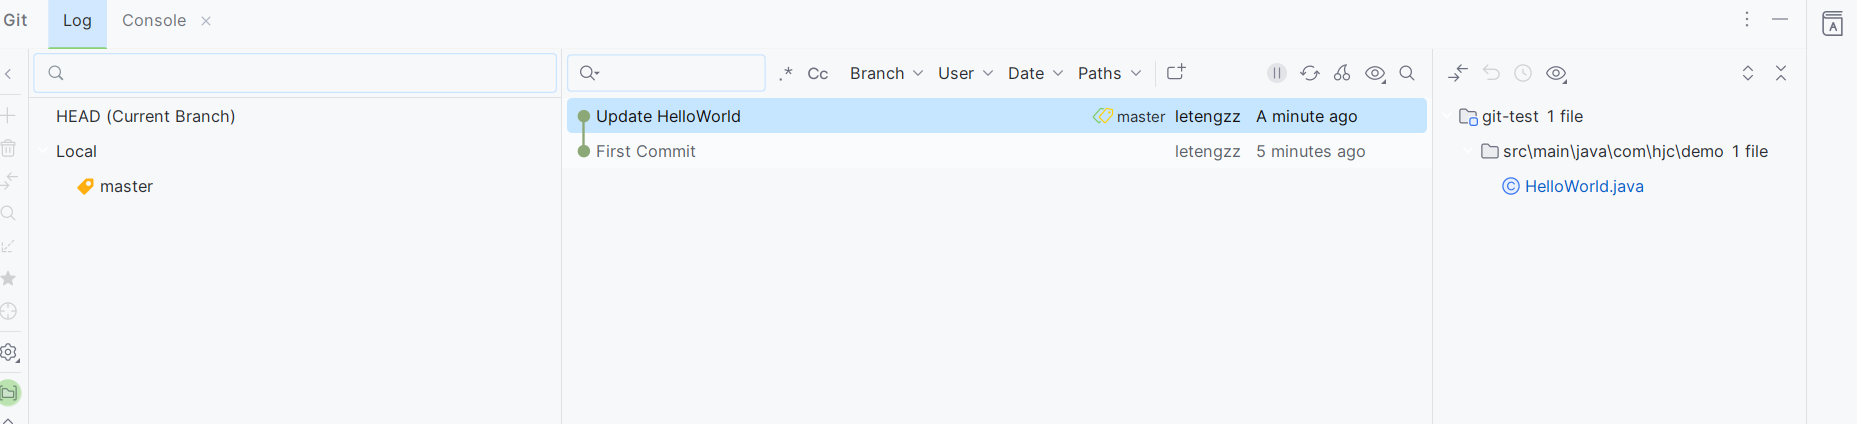 Git Log Console
.* Cc Branch User Date Paths
HEAD (Current Branch)
Local
master
Update HelloWorld master letengzz A minute ago
First Commit letengzz 5 minutes ago
git-test 1 file
src\main\java\com\hjc\demo 1 file
C HelloWorld.java
A